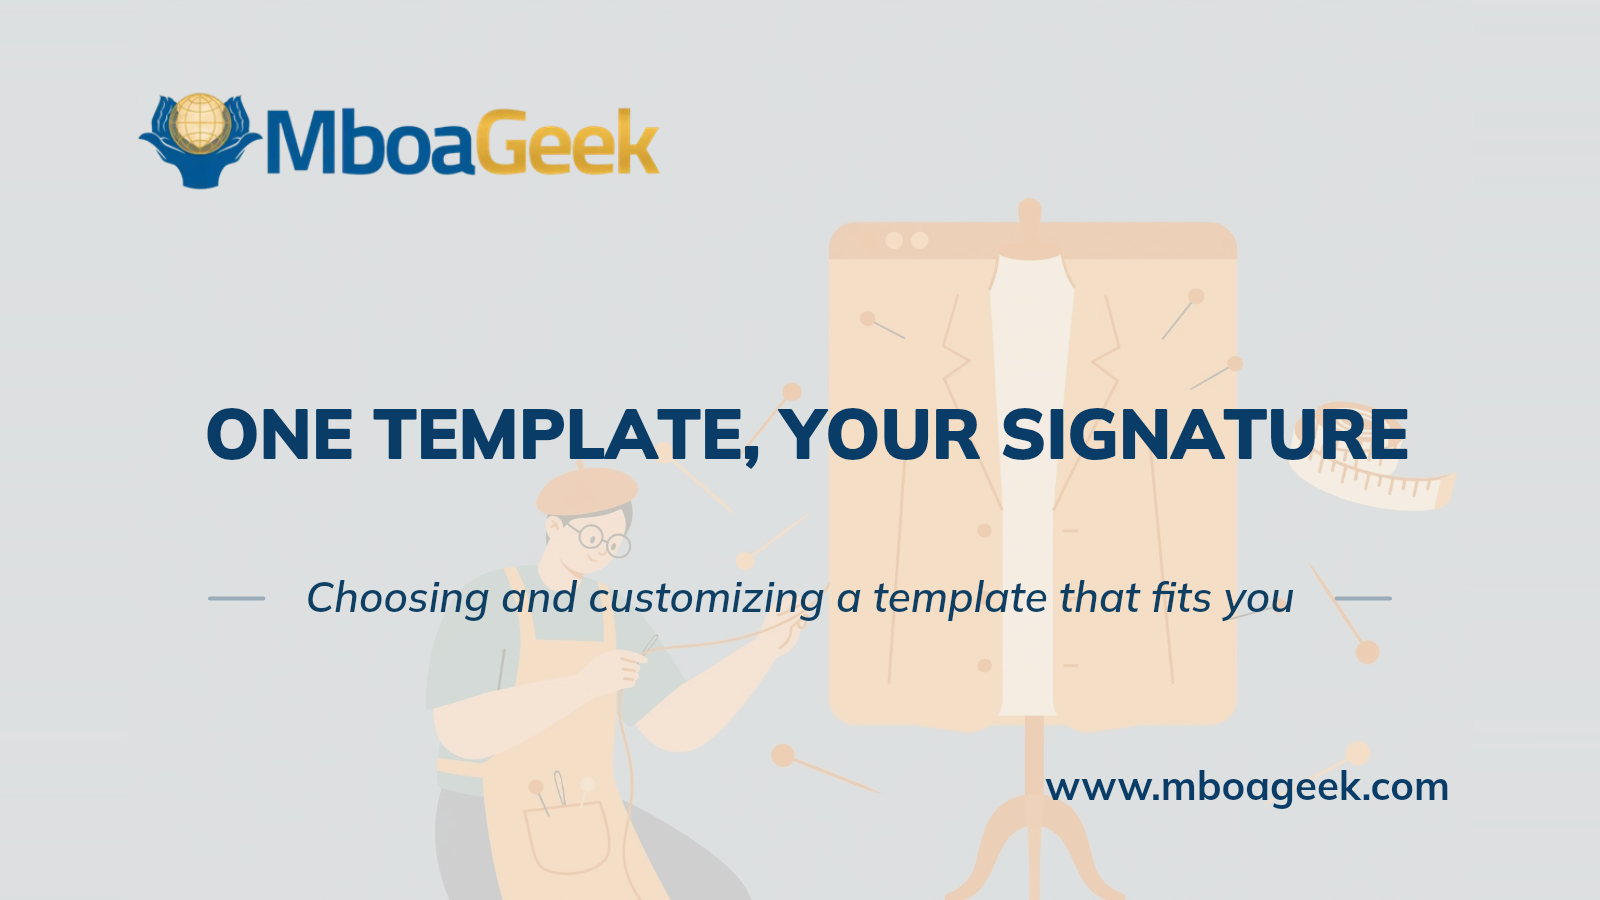 MboaGeek
ONE TEMPLATE, YOUR SIGNATURE
Choosing and customizing a template that fits you
www.mboageek.com